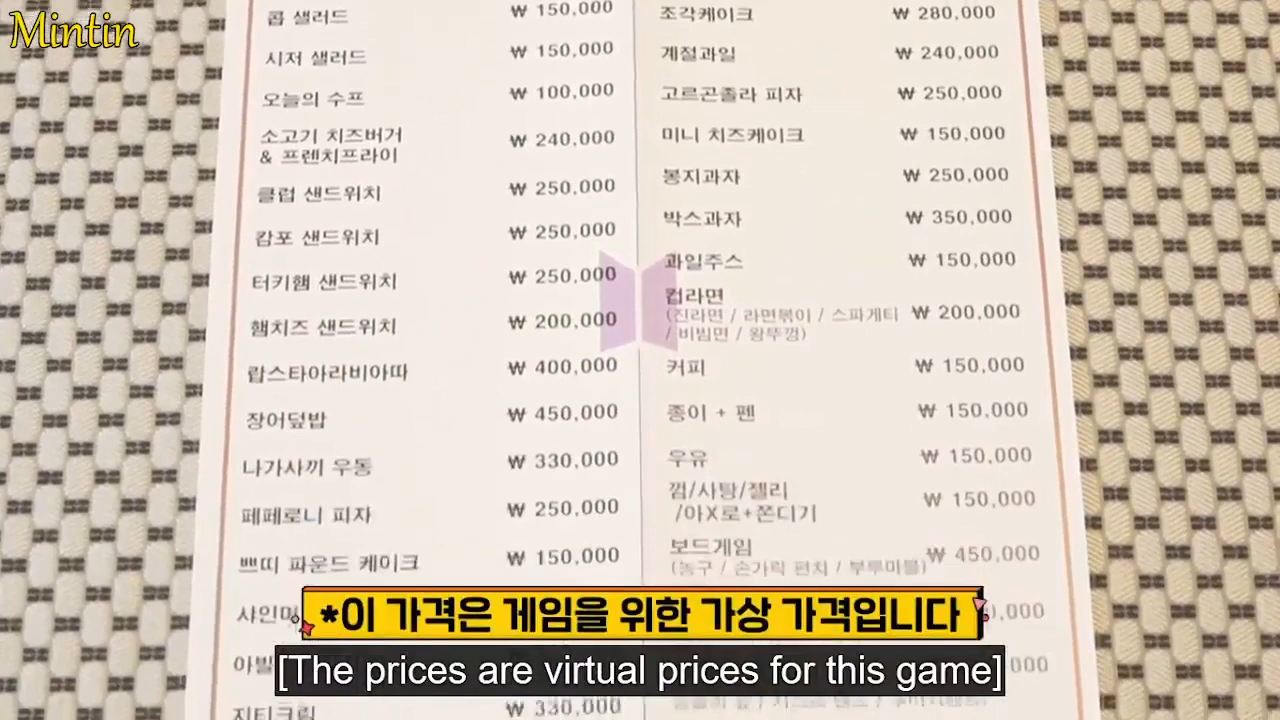 Mintin
콥 샐러드 ₩ 150,000
시저 샐러드 ₩ 150,000
오늘의 수프 ₩ 100,000
소고기 치즈버거
& 프렌치프라이 ₩ 240,000
클럽 샌드위치 ₩ 250,000
캄포 샌드위치 ₩ 250,000
터키햄 샌드위치 ₩ 250,000
햄치즈 샌드위치 ₩ 200,000
랍스타아라비아따 ₩ 400,000
장어덮밥 ₩ 450,000
나가사끼 우동 ₩ 330,000
페페로니 피자 ₩ 250,000
쁘띠 파운드 케이크 ₩ 150,000
지티크림 ₩ 330,000
조각케이크 ₩ 280,000
계절과일 ₩ 240,000
고르곤졸라 피자 ₩ 250,000
미니 치즈케이크 ₩ 150,000
봉지과자 ₩ 250,000
박스과자 ₩ 350,000
과일주스 ₩ 150,000
컵라면
(진라면 / 라면볶이 / 스파게티 ₩ 200,000
/ 비빔면 / 왕뚜껑)
커피 ₩ 150,000
종이 + 펜 ₩ 150,000
우유 ₩ 150,000
껌/사탕/젤리
/아X로+쫀디기 ₩ 150,000
보드게임 ₩ 450,000
(농구 / 손가락 펀치 / 부루마블)
*이 가격은 게임을 위한 가상 가격입니다
[The prices are virtual prices for this game]